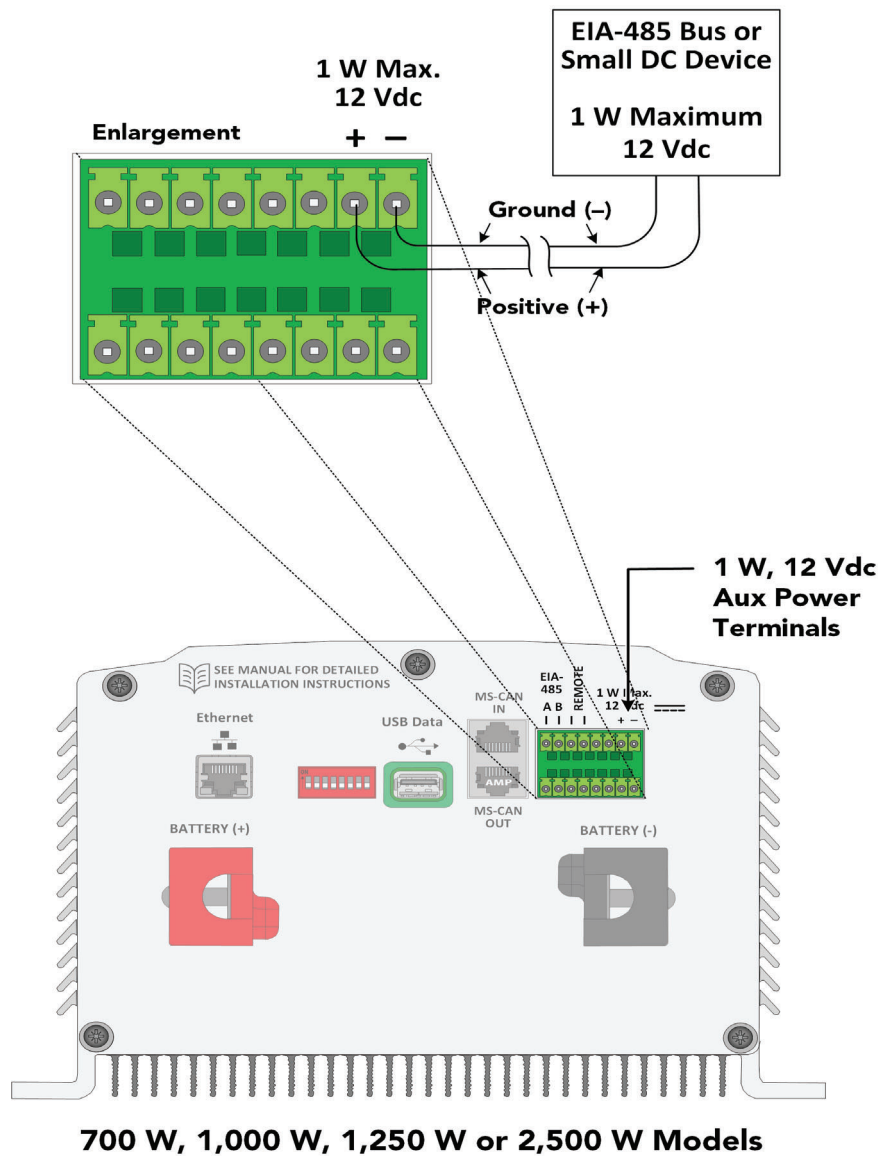 EIA-485 Bus or
Small DC Device
1 W Maximum
12 Vdc
1 W Max.
12 Vdc
+ –
Enlargement
Ground (–)
Positive (+)
1 W, 12 Vdc
Aux Power
Terminals
SEE MANUAL FOR DETAILED
INSTALLATION INSTRUCTIONS
Ethernet
USB Data
MS-CAN
IN
AMP
MS-CAN
OUT
EIA-
485
A B
REMOTE
1 W Max.
12 Vdc
+ –
BATTERY (+)
BATTERY (-)
700 W, 1,000 W, 1,250 W or 2,500 W Models